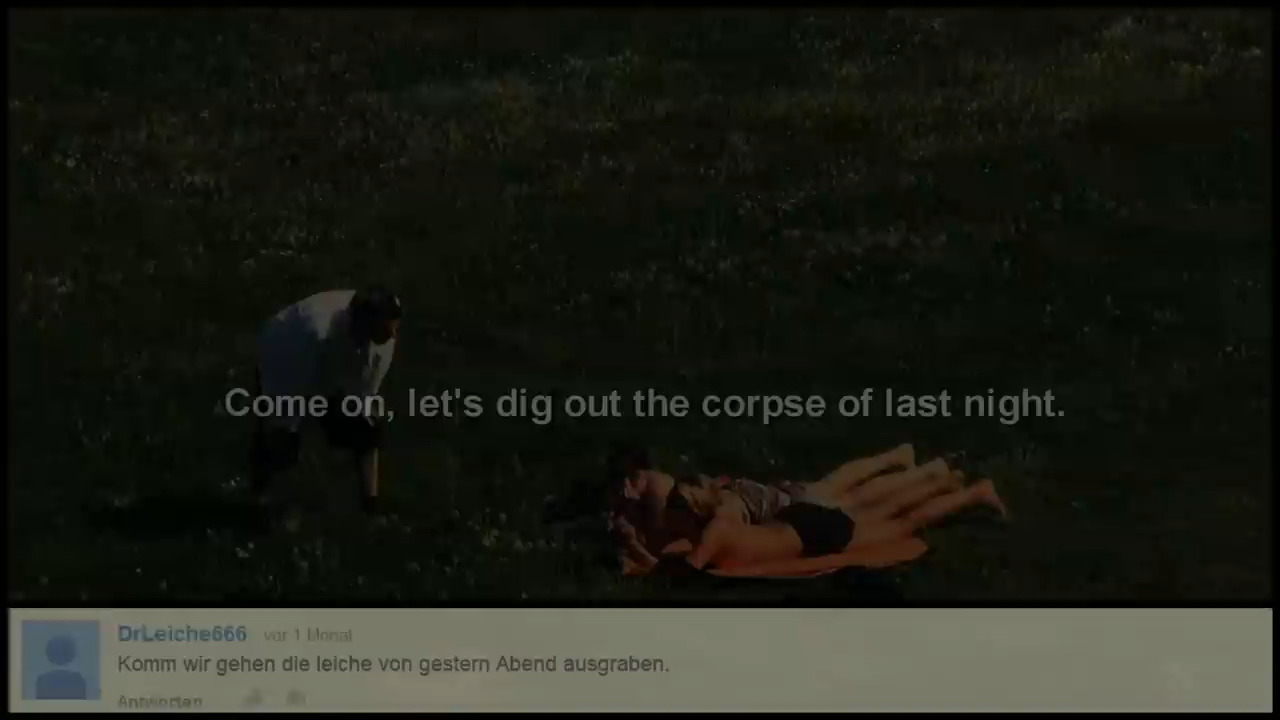 Come on, let's dig out the corpse of last night.
DrLeiche666 vor 1 Monat
Komm wir gehen die leiche von gestern Abend ausgraben.
Antworten